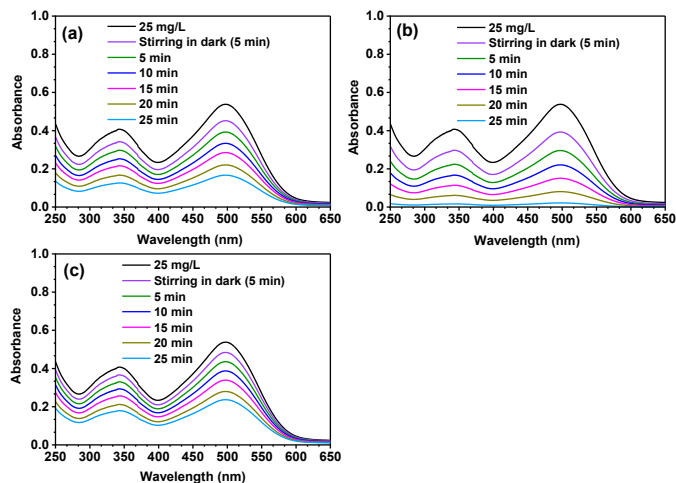 (a)
25 mg/L
Stirring in dark (5 min)
5 min
10 min
15 min
20 min
25 min
Absorbance
1.0
0.8
0.6
0.4
0.2
0.0
250 300 350 400 450 500 550 600 650
Wavelength (nm)
(b)
25 mg/L
Stirring in dark (5 min)
5 min
10 min
15 min
20 min
25 min
Absorbance
1.0
0.8
0.6
0.4
0.2
0.0
250 300 350 400 450 500 550 600 650
Wavelength (nm)
(c)
25 mg/L
Stirring in dark (5 min)
5 min
10 min
15 min
20 min
25 min
Absorbance
1.0
0.8
0.6
0.4
0.2
0.0
250 300 350 400 450 500 550 600 650
Wavelength (nm)